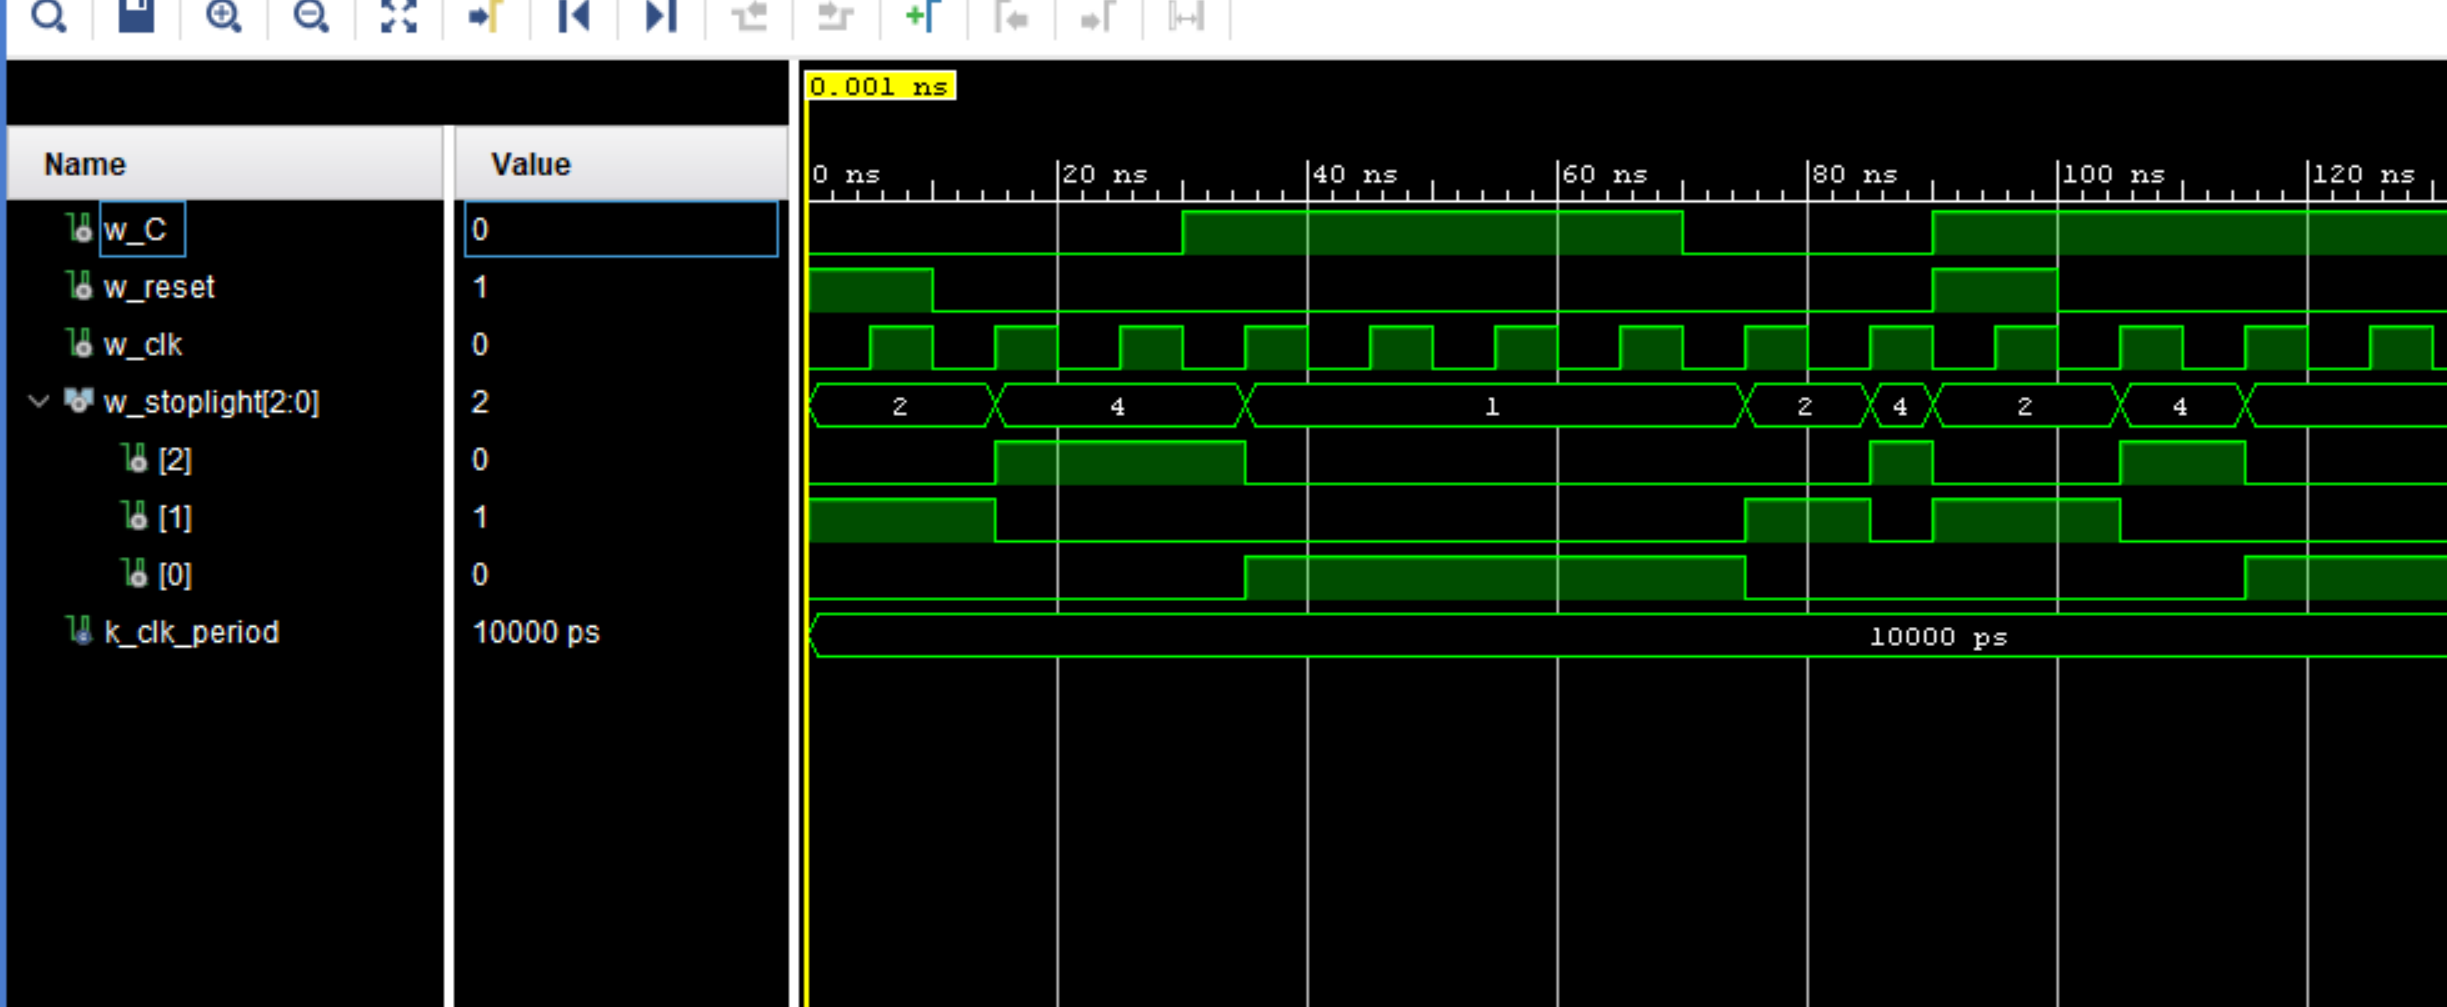 0.001 ns
Name Value
0 ns 20 ns 40 ns 60 ns 80 ns 100 ns 120 ns
w_C 0
w_reset 1
w_clk 0
w_stoplight[2:0] 2 2 4 1 2 4 2 4
[2] 0
[1] 1
[0] 0
k_clk_period 10000 ps 10000 ps